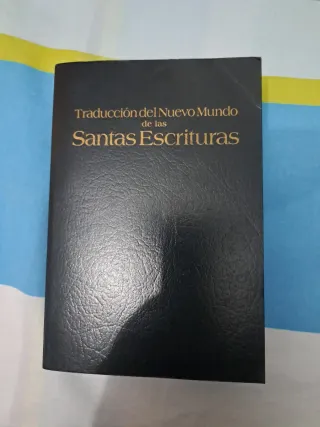 Traducción del Nuevo Mundo
de las
Santas Escrituras